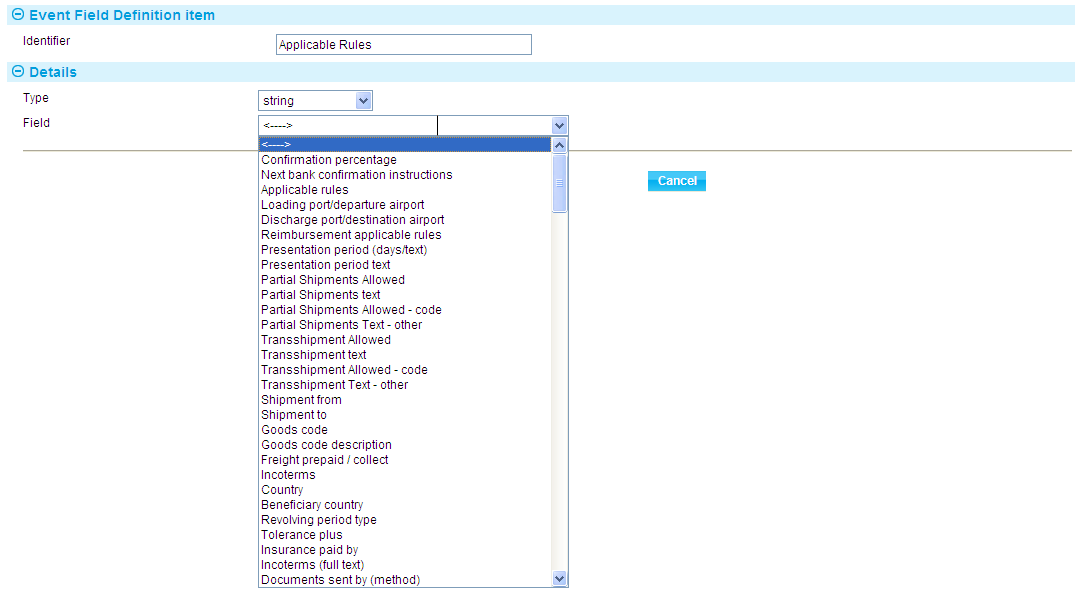 Event Field Definition item
Identifier Applicable Rules
Details
Type string
Field <---->
<---->
Confirmation percentage
Next bank confirmation instructions
Applicable rules
Loading port/departure airport
Discharge port/destination airport
Reimbursement applicable rules
Presentation period (days/text)
Presentation period text
Partial Shipments Allowed
Partial Shipments text
Partial Shipments Allowed - code
Partial Shipments Text - other
Transshipment Allowed
Transshipment text
Transshipment Allowed - code
Transshipment Text - other
Shipment from
Shipment to
Goods code
Goods code description
Freight prepaid / collect
Incoterms
Country
Beneficiary country
Revolving period type
Tolerance plus
Insurance paid by
Incoterms (full text)
Documents sent by (method)
Cancel